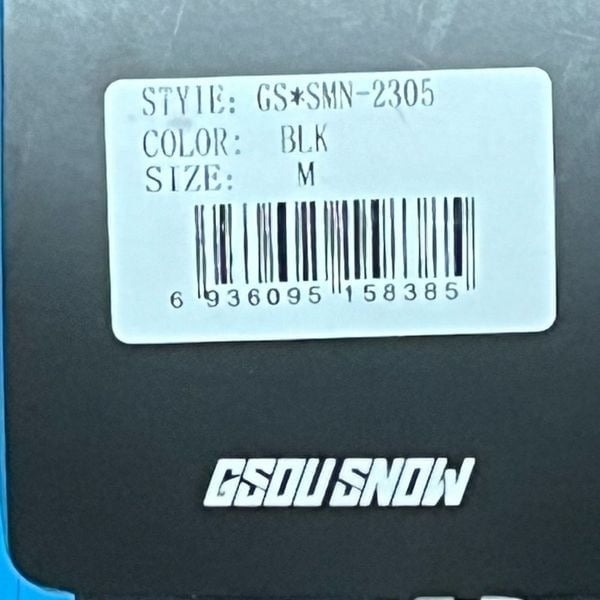 STYIE: GS*SMN-2305
COLOR: BLK
SIZE: M
6 936095 158385
GSOU SNOW